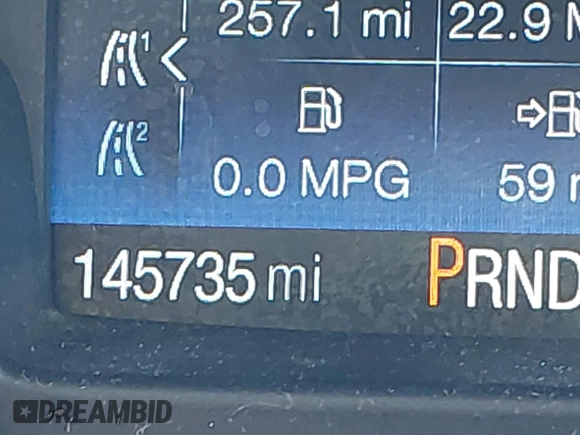 257.1 mi 22.9 M
1
2
0.0 MPG 59 m
145735 mi PRND
DREAMBID